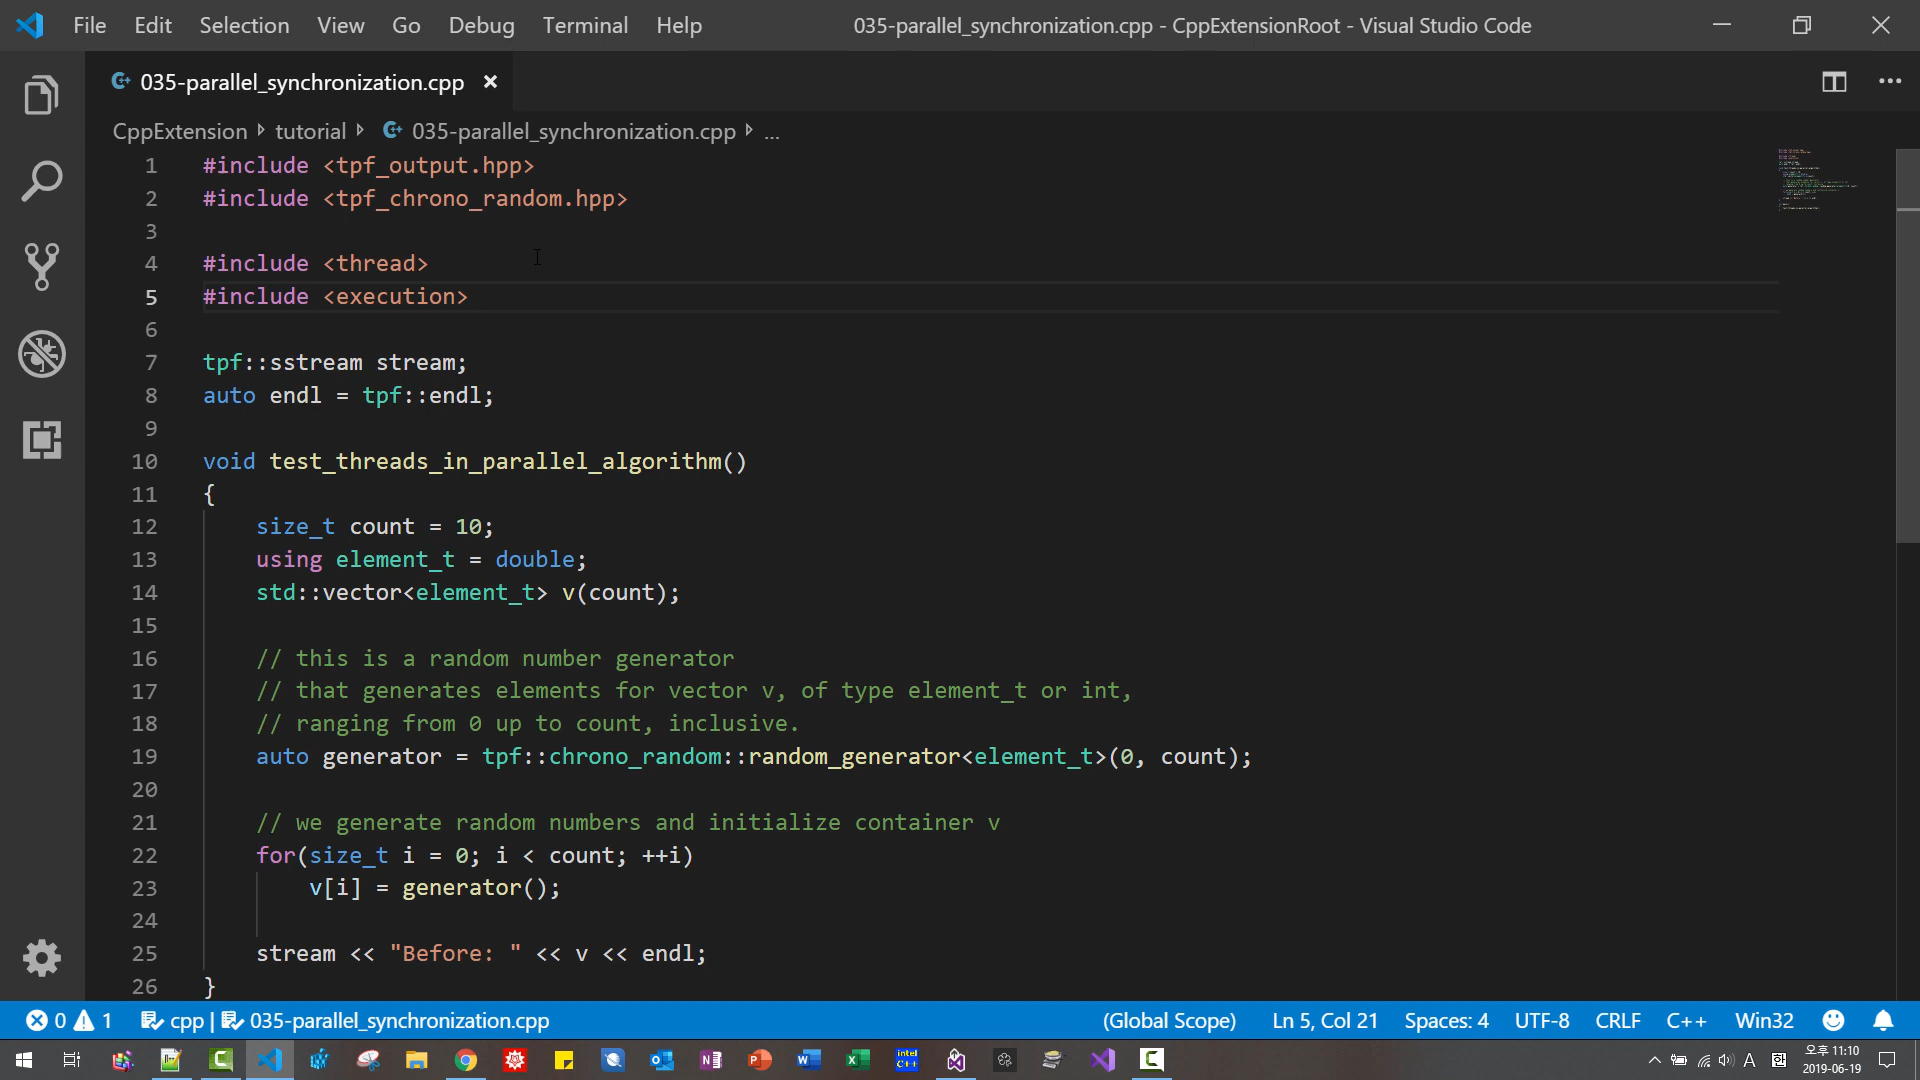 File Edit Selection View Go Debug Terminal Help 035-parallel_synchronization.cpp - CppExtensionRoot - Visual Studio Code
035-parallel_synchronization.cpp
CppExtension tutorial 035-parallel_synchronization.cpp ...
1 #include <tpf_output.hpp>
2 #include <tpf_chrono_random.hpp>
3
4 #include <thread>
5 #include <execution>
6
7 tpf::sstream stream;
8 auto endl = tpf::endl;
9
10 void test_threads_in_parallel_algorithm()
11 {
12 size_t count = 10;
13 using element_t = double;
14 std::vector<element_t> v(count);
15
16 // this is a random number generator
17 // that generates elements for vector v, of type element_t or int,
18 // ranging from 0 up to count, inclusive.
19 auto generator = tpf::chrono_random::random_generator<element_t>(0, count);
20
21 // we generate random numbers and initialize container v
22 for(size_t i = 0; i < count; ++i)
23 v[i] = generator();
24
25 stream << "Before: " << v << endl;
26 }
0 1 cpp | 035-parallel_synchronization.cpp (Global Scope) Ln 5, Col 21 Spaces: 4 UTF-8 CRLF C++ Win32
intel C++ A 오후 11:10
2019-06-19